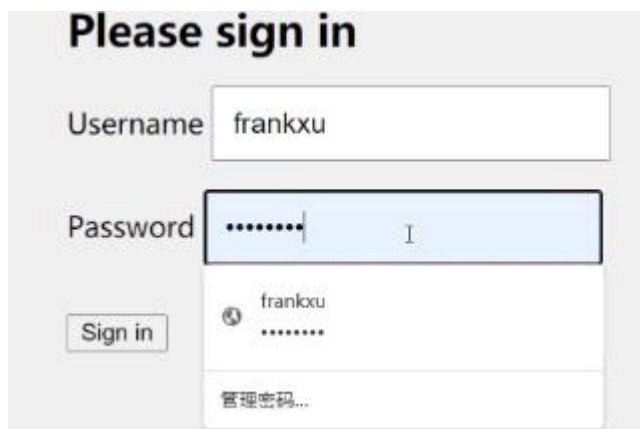 Please sign in
Username frankxu
Password ••••••••
frankxu
••••••••
Sign in
管理密码...